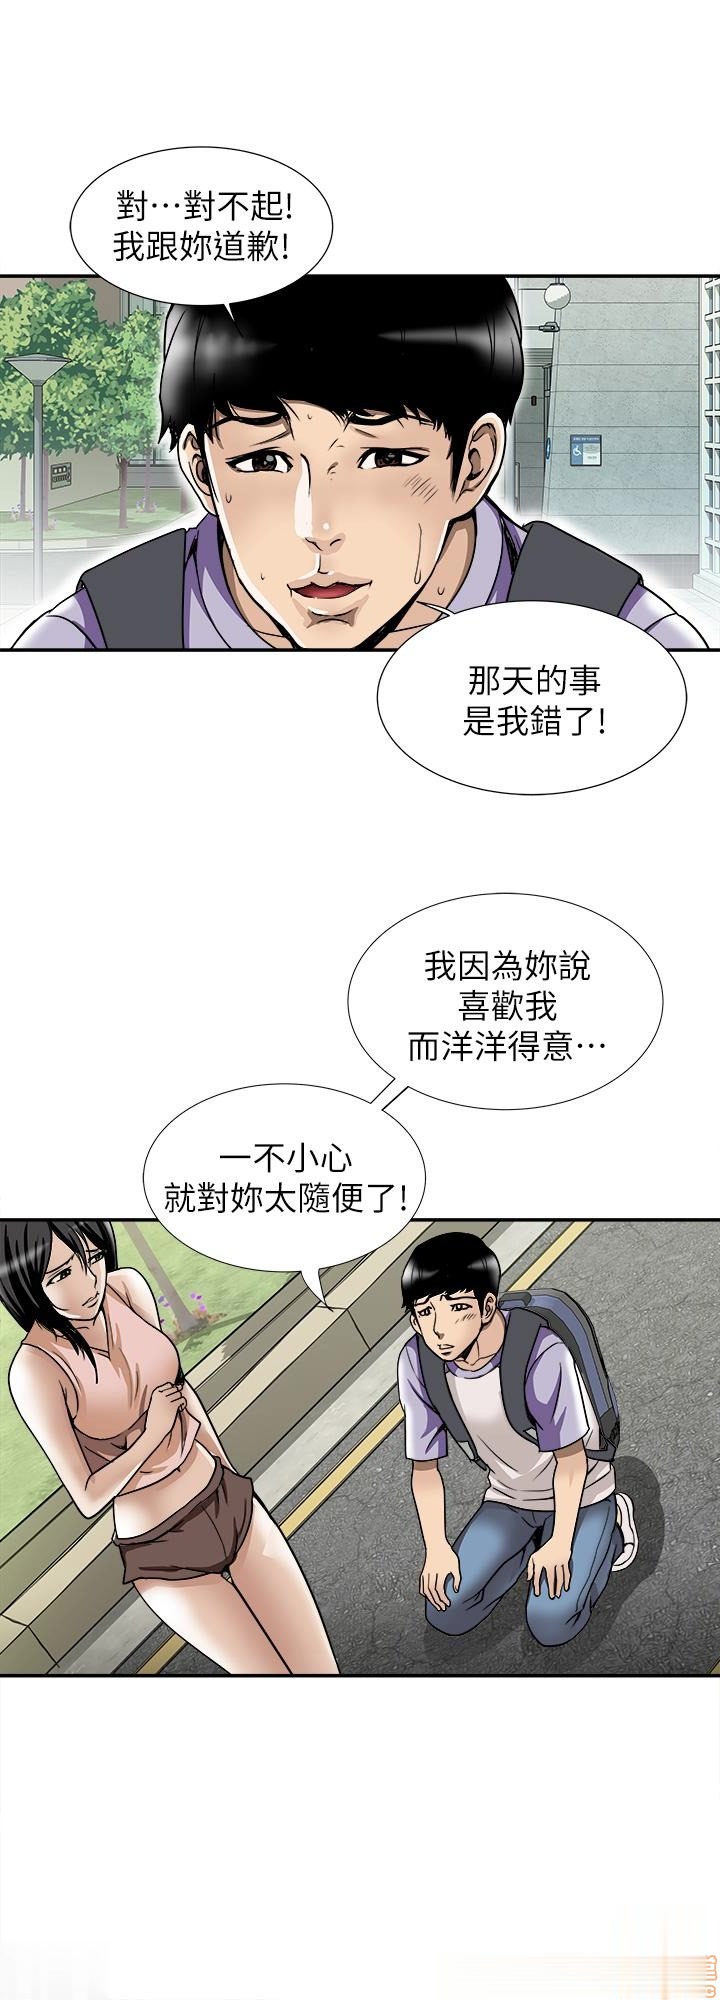 對…對不起!
我跟妳道歉!
那天的事
是我錯了!
我因為妳說
喜歡我
而洋洋得意…
一不小心
就對妳太隨便了!